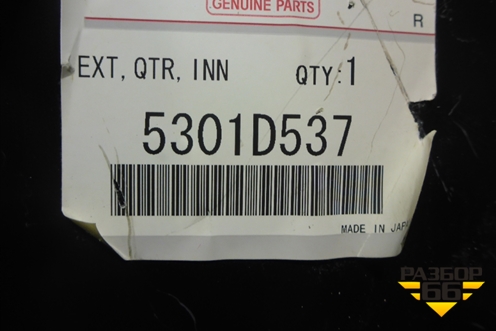 GENUINE PARTS
R
EXT, QTR, INN QTY:1
5301D537
MADE IN JAPA
РАЗБОР
66